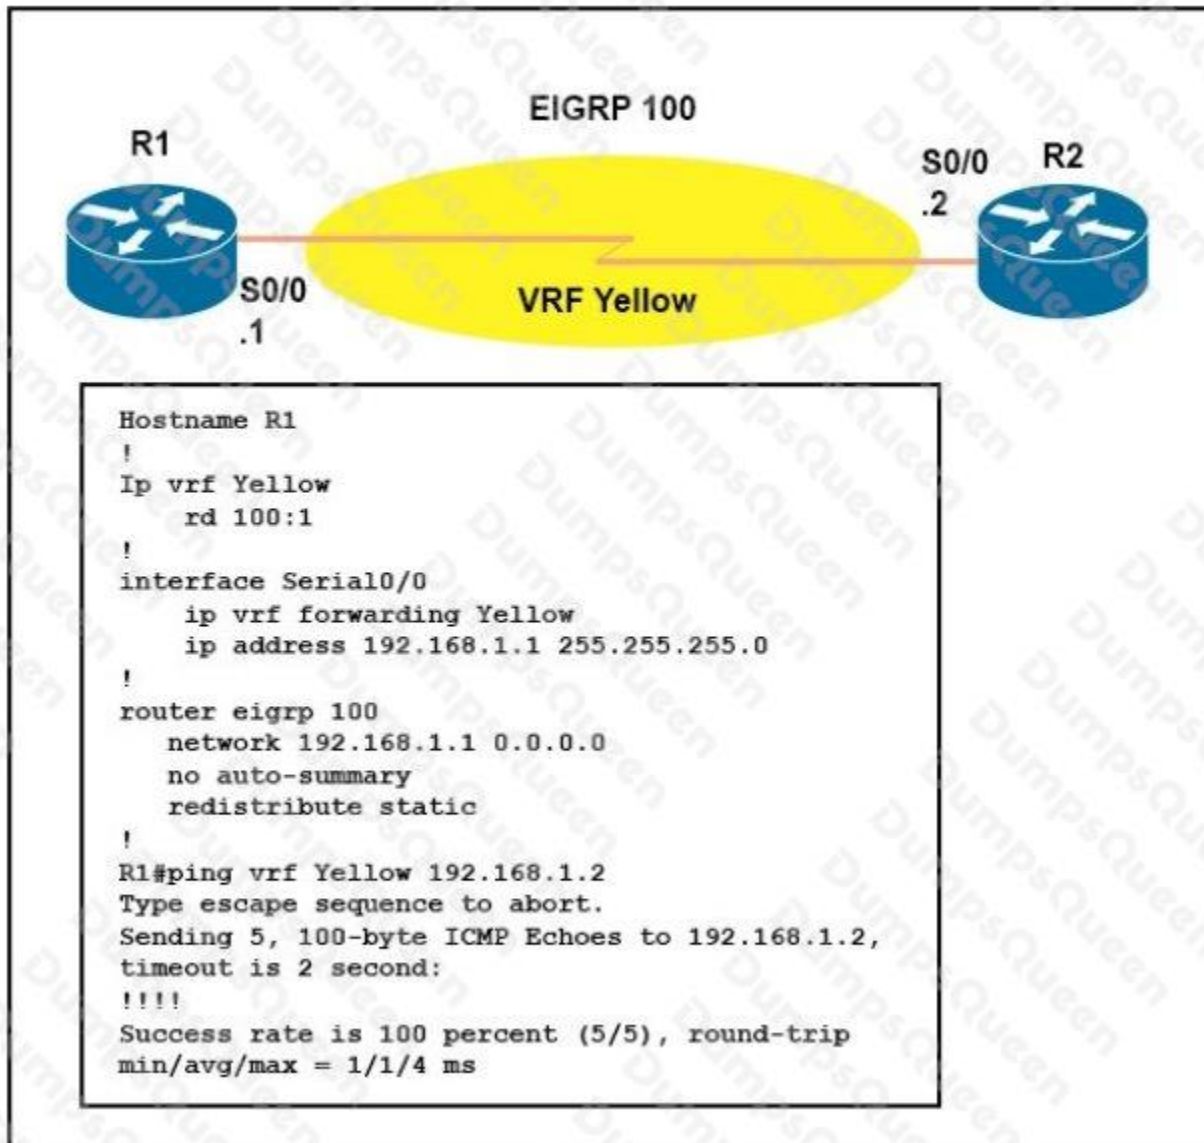 EIGRP 100
R1
S0/0
R2
.2
S0/0
VRF Yellow
.1
Hostname R1
!
Ip vrf Yellow
rd 100:1
!
interface Serial0/0
ip vrf forwarding Yellow
ip address 192.168.1.1 255.255.255.0
!
router eigrp 100
network 192.168.1.1 0.0.0.0
no auto-summary
redistribute static
!
R1#ping vrf Yellow 192.168.1.2
Type escape sequence to abort.
Sending 5, 100-byte ICMP Echoes to 192.168.1.2,
timeout is 2 second:
!!!!
Success rate is 100 percent (5/5), round-trip
min/avg/max = 1/1/4 ms
DumpsQueen